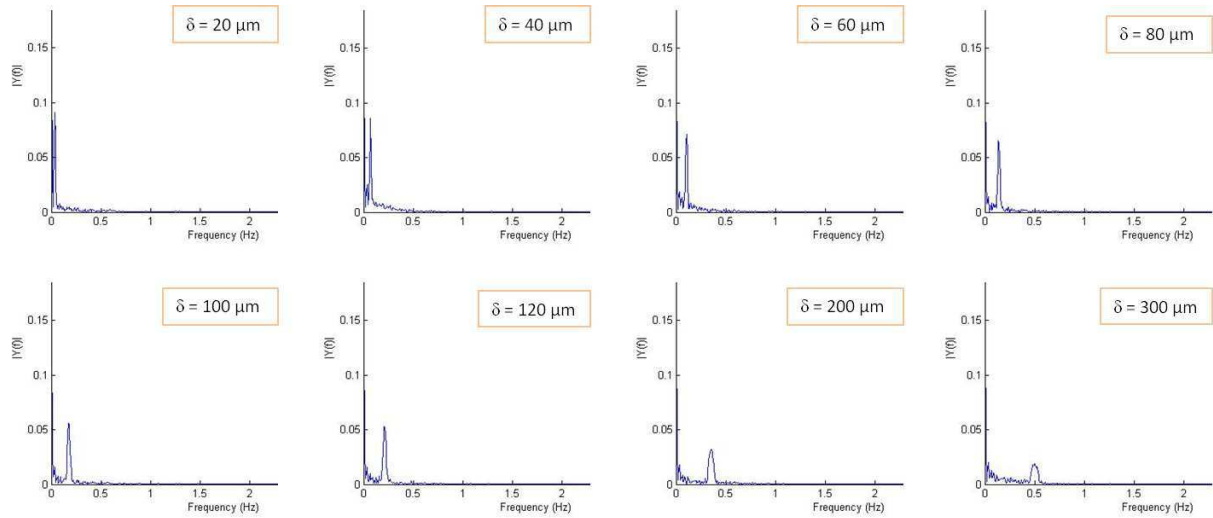 δ = 20 µm
0.15
0.1
0.05
0
|Y(f)|
0 0.5 1 1.5 2
Frequency (Hz)
δ = 40 µm
0.15
0.1
0.05
0
|Y(f)|
0 0.5 1 1.5 2
Frequency (Hz)
δ = 60 µm
0.15
0.1
0.05
0
|Y(f)|
0 0.5 1 1.5 2
Frequency (Hz)
δ = 80 µm
0.15
0.1
0.05
0
|Y(f)|
0 0.5 1 1.5 2
Frequency (Hz)
δ = 100 µm
0.15
0.1
0.05
0
|Y(f)|
0 0.5 1 1.5 2
Frequency (Hz)
δ = 120 µm
0.15
0.1
0.05
0
|Y(f)|
0 0.5 1 1.5 2
Frequency (Hz)
δ = 200 µm
0.15
0.1
0.05
0
|Y(f)|
0 0.5 1 1.5 2
Frequency (Hz)
δ = 300 µm
0.15
0.1
0.05
0
|Y(f)|
0 0.5 1 1.5 2
Frequency (Hz)